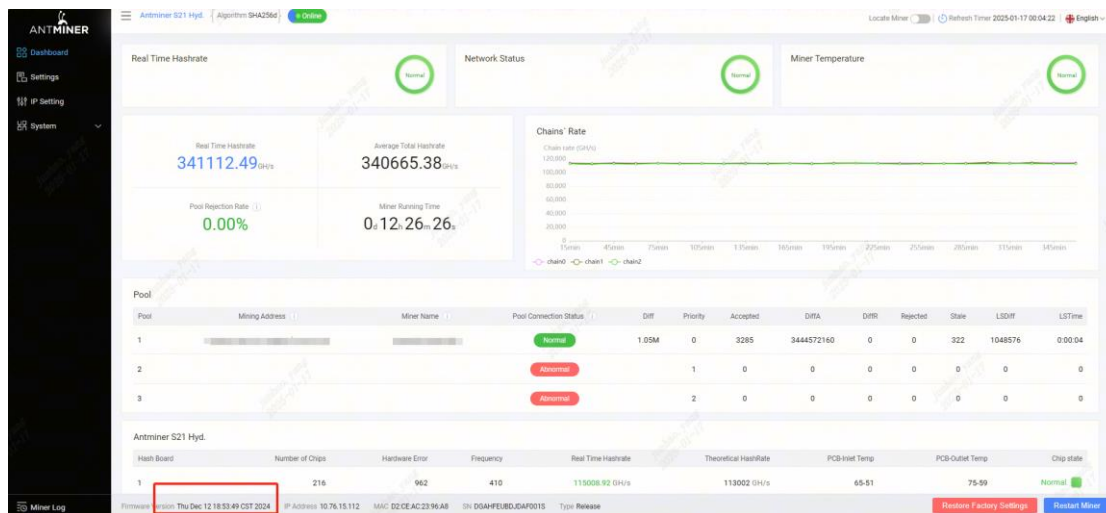 ANTMINER
Antminer S21 Hyd. Algorithm SHA256d Online
Locate Miner Refresh Timer 2025-01-17 00:04:22 English
Dashboard
Settings
IP Setting
System
Miner Log
Real Time Hashrate
Normal
Network Status
Normal
Miner Temperature
Normal
Real Time Hashrate
341112.49 GH/s
Average Total Hashrate
340665.38 GH/s
Pool Rejection Rate
0.00%
Miner Running Time
0d 12h 26m 26s
Chains` Rate
Chain rate (GH/s)
120,000
100,000
80,000
60,000
40,000
20,000
0
15min 45min 75min 105min 135min 165min 195min 225min 255min 285min 315min 345min
chain0 chain1 chain2
Pool
Pool Mining Address Miner Name Pool Connection Status Diff Priority Accepted DiffA DiffR Rejected Stale LSDiff LSTime
1 Normal 1.05M 0 3285 3444572160 0 0 322 1048576 0:00:04
2 Abnormal 1 0 0 0 0 0 0 0
3 Abnormal 2 0 0 0 0 0 0 0
Antminer S21 Hyd.
Hash Board Number of Chips Hardware Error Frequency Real Time Hashrate Theoretical HashRate PCB-Inlet Temp PCB-Outlet Temp Chip state
1 216 962 410 115008.92 GH/s 113002 GH/s 65-51 75-59 Normal
Firmware Version Thu Dec 12 18:53:49 CST 2024 IP Address 10.76.15.112 MAC D2:CE:AC:23:96:A8 SN DGAHFEUBDJDAF0015 Type Release
Restore Factory Settings Restart Miner